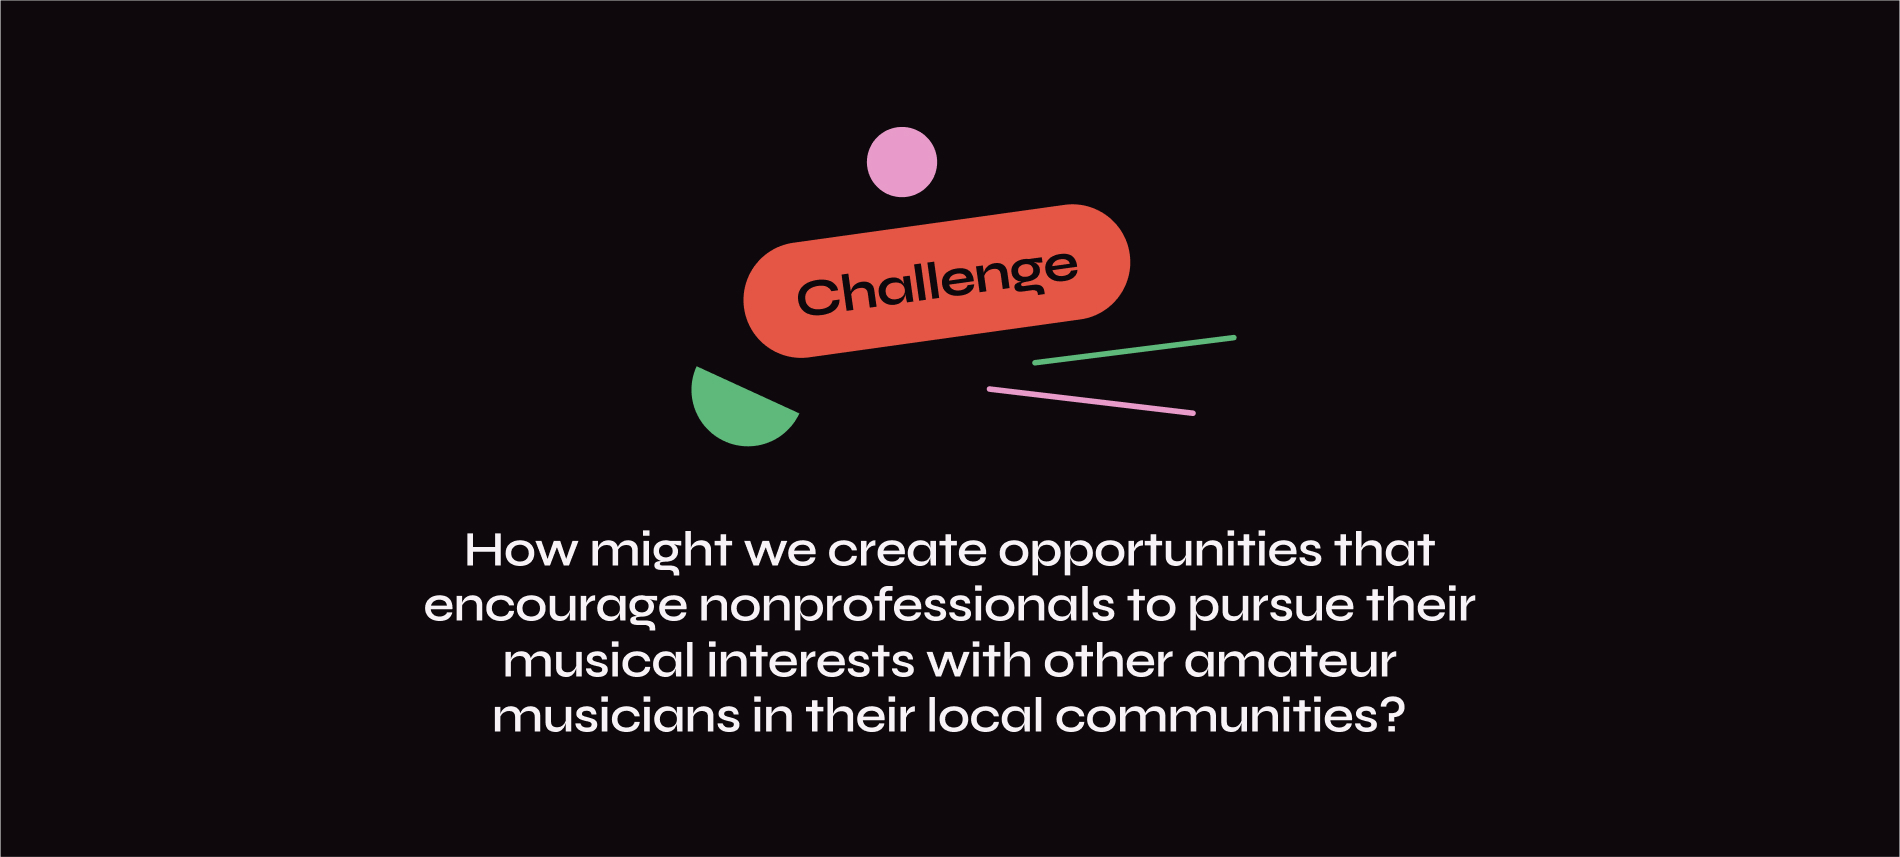 Challenge
How might we create opportunities that
encourage nonprofessionals to pursue their
musical interests with other amateur
musicians in their local communities?